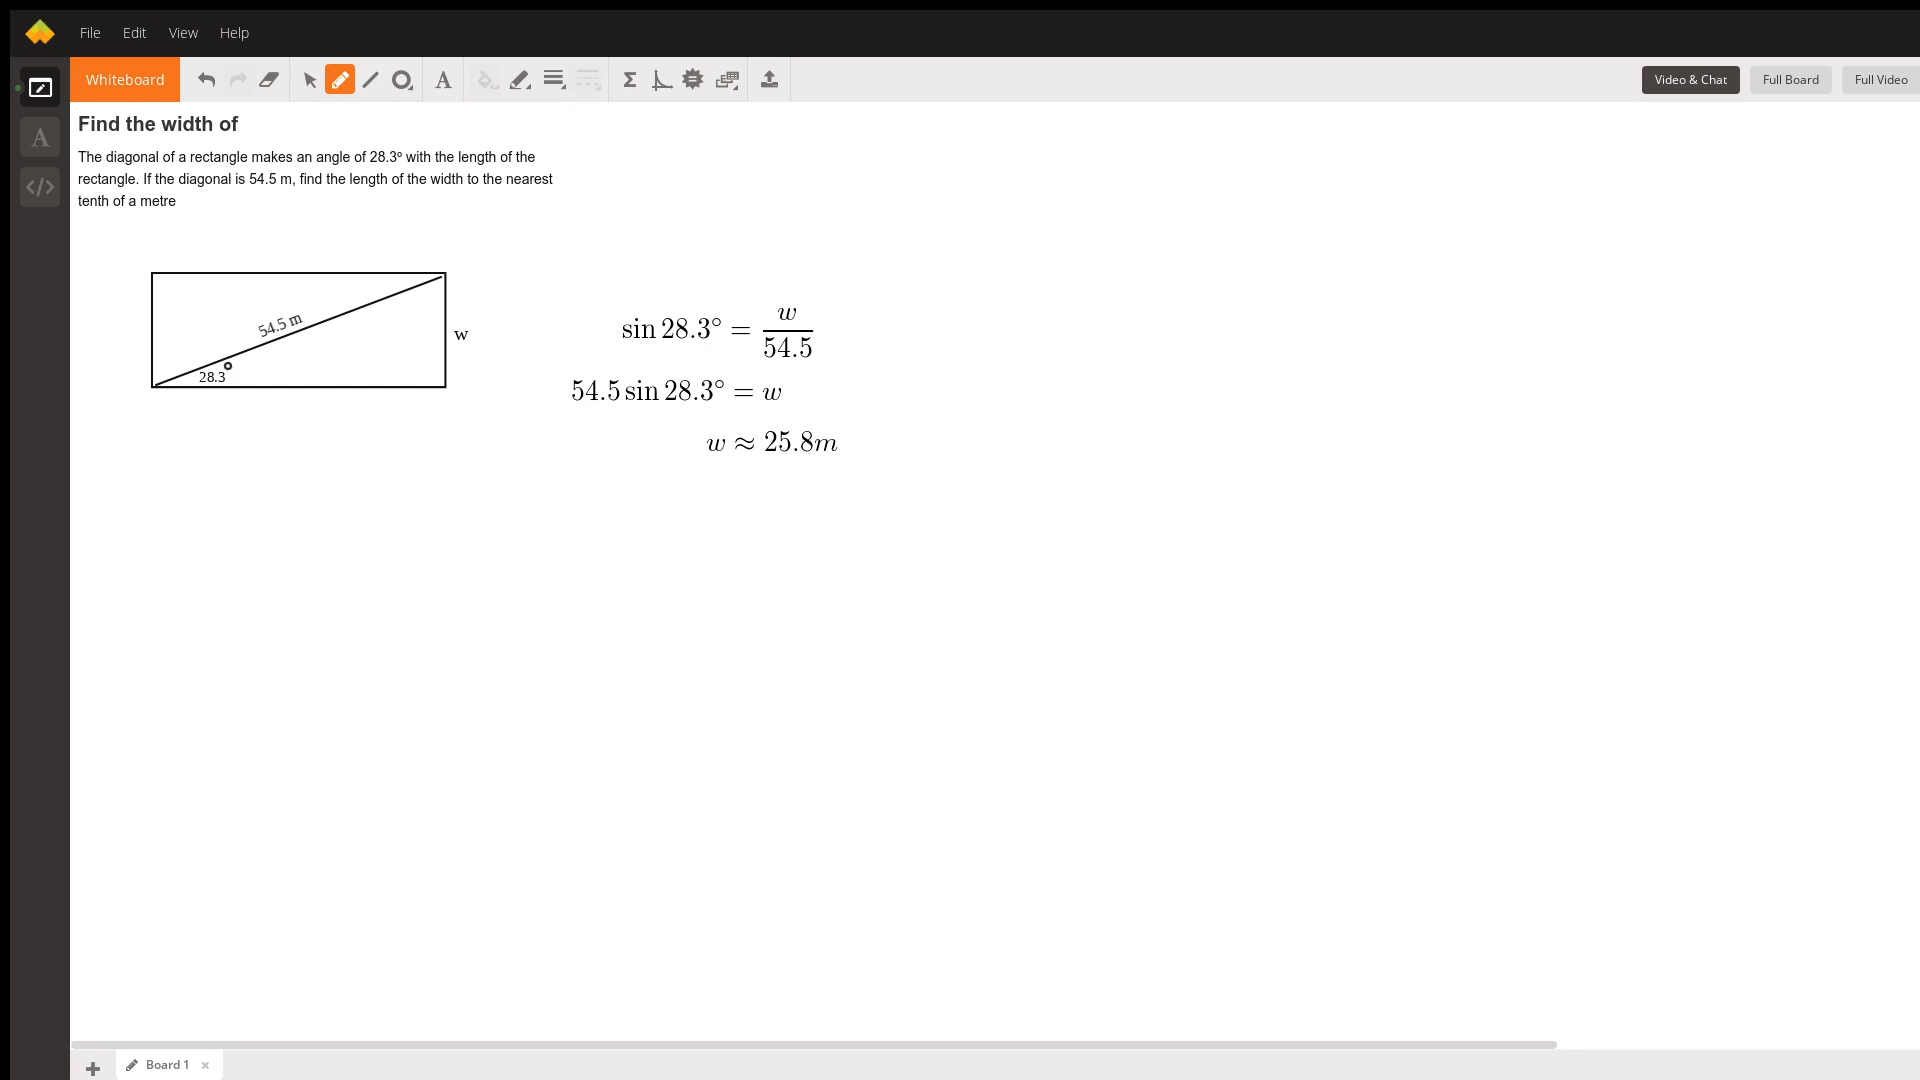 File Edit View Help
Whiteboard
Video & Chat Full Board Full Video
Find the width of
The diagonal of a rectangle makes an angle of 28.3º with the length of the
rectangle. If the diagonal is 54.5 m, find the length of the width to the nearest
tenth of a metre
54.5 m
w
28.3°
sin 28.3° = w/54.5
54.5 sin 28.3° = w
w ≈ 25.8m
Board 1